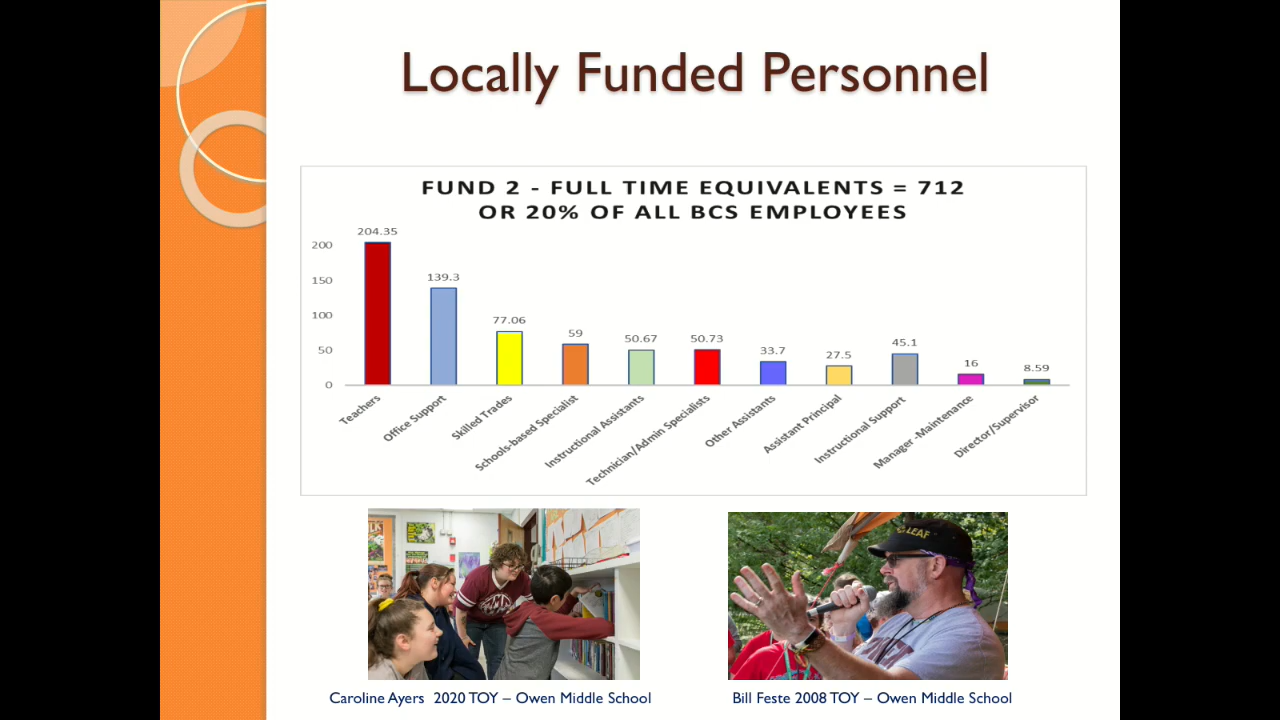 Locally Funded Personnel
FUND 2 - FULL TIME EQUIVALENTS = 712
OR 20% OF ALL BCS EMPLOYEES
200
150
100
50
0
204.35
139.3
77.06
59
50.67
50.73
33.7
27.5
45.1
16
8.59
Teachers
Office Support
Skilled Trades
Schools-based Specialist
Instructional Assistants
Technician/Admin Specialists
Other Assistants
Assistant Principal
Instructional Support
Manager -Maintenance
Director/Supervisor
LEAF
Caroline Ayers 2020 TOY – Owen Middle School
Bill Feste 2008 TOY – Owen Middle School